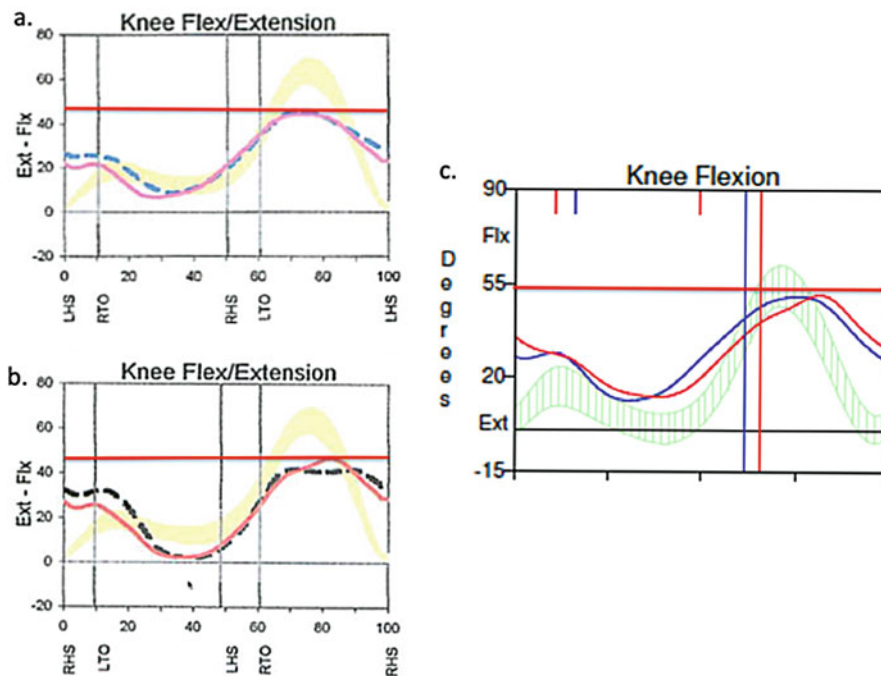 a.
Knee Flex/Extension
80
60
40
20
0
-20
Ext - Flx
0 20 40 60 80 100
LHS RTO RHS LTO LHS
b.
Knee Flex/Extension
80
60
40
20
0
-20
Ext - Flx
0 20 40 60 80 100
RHS LTO LHS RTO RHS
c.
Knee Flexion
90
Flx
55
20
Ext
-15
Degrees